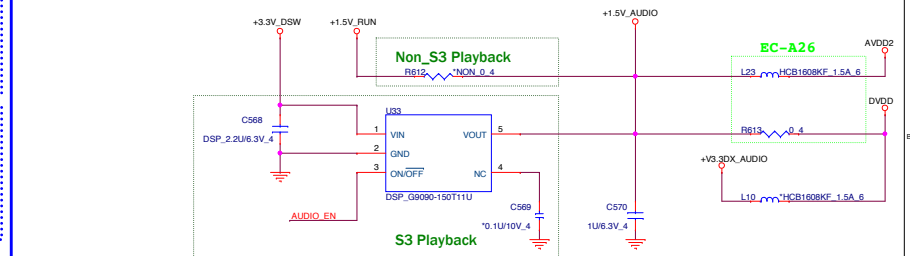 +1.5V_AUDIO
+3.3V_DSW
+1.5V_RUN
EC-A26
AVDD2
Non_S3 Playback
R612
*NON_0_4
L23
HCB1608KF_1.5A_6
DVDD
U33
C568
DSP_2.2U/6.3V_4
1
VIN
VOUT
5
R613
0_4
2
GND
E
+V3.3DX_AUDIO
3
ON/OFF
NC
4
DSP_G9090-150T11U
L10
*HCB1608KF_1.5A_6
C569
C570
AUDIO_EN
*0.1U/10V_4
1U/6.3V_4
S3 Playback